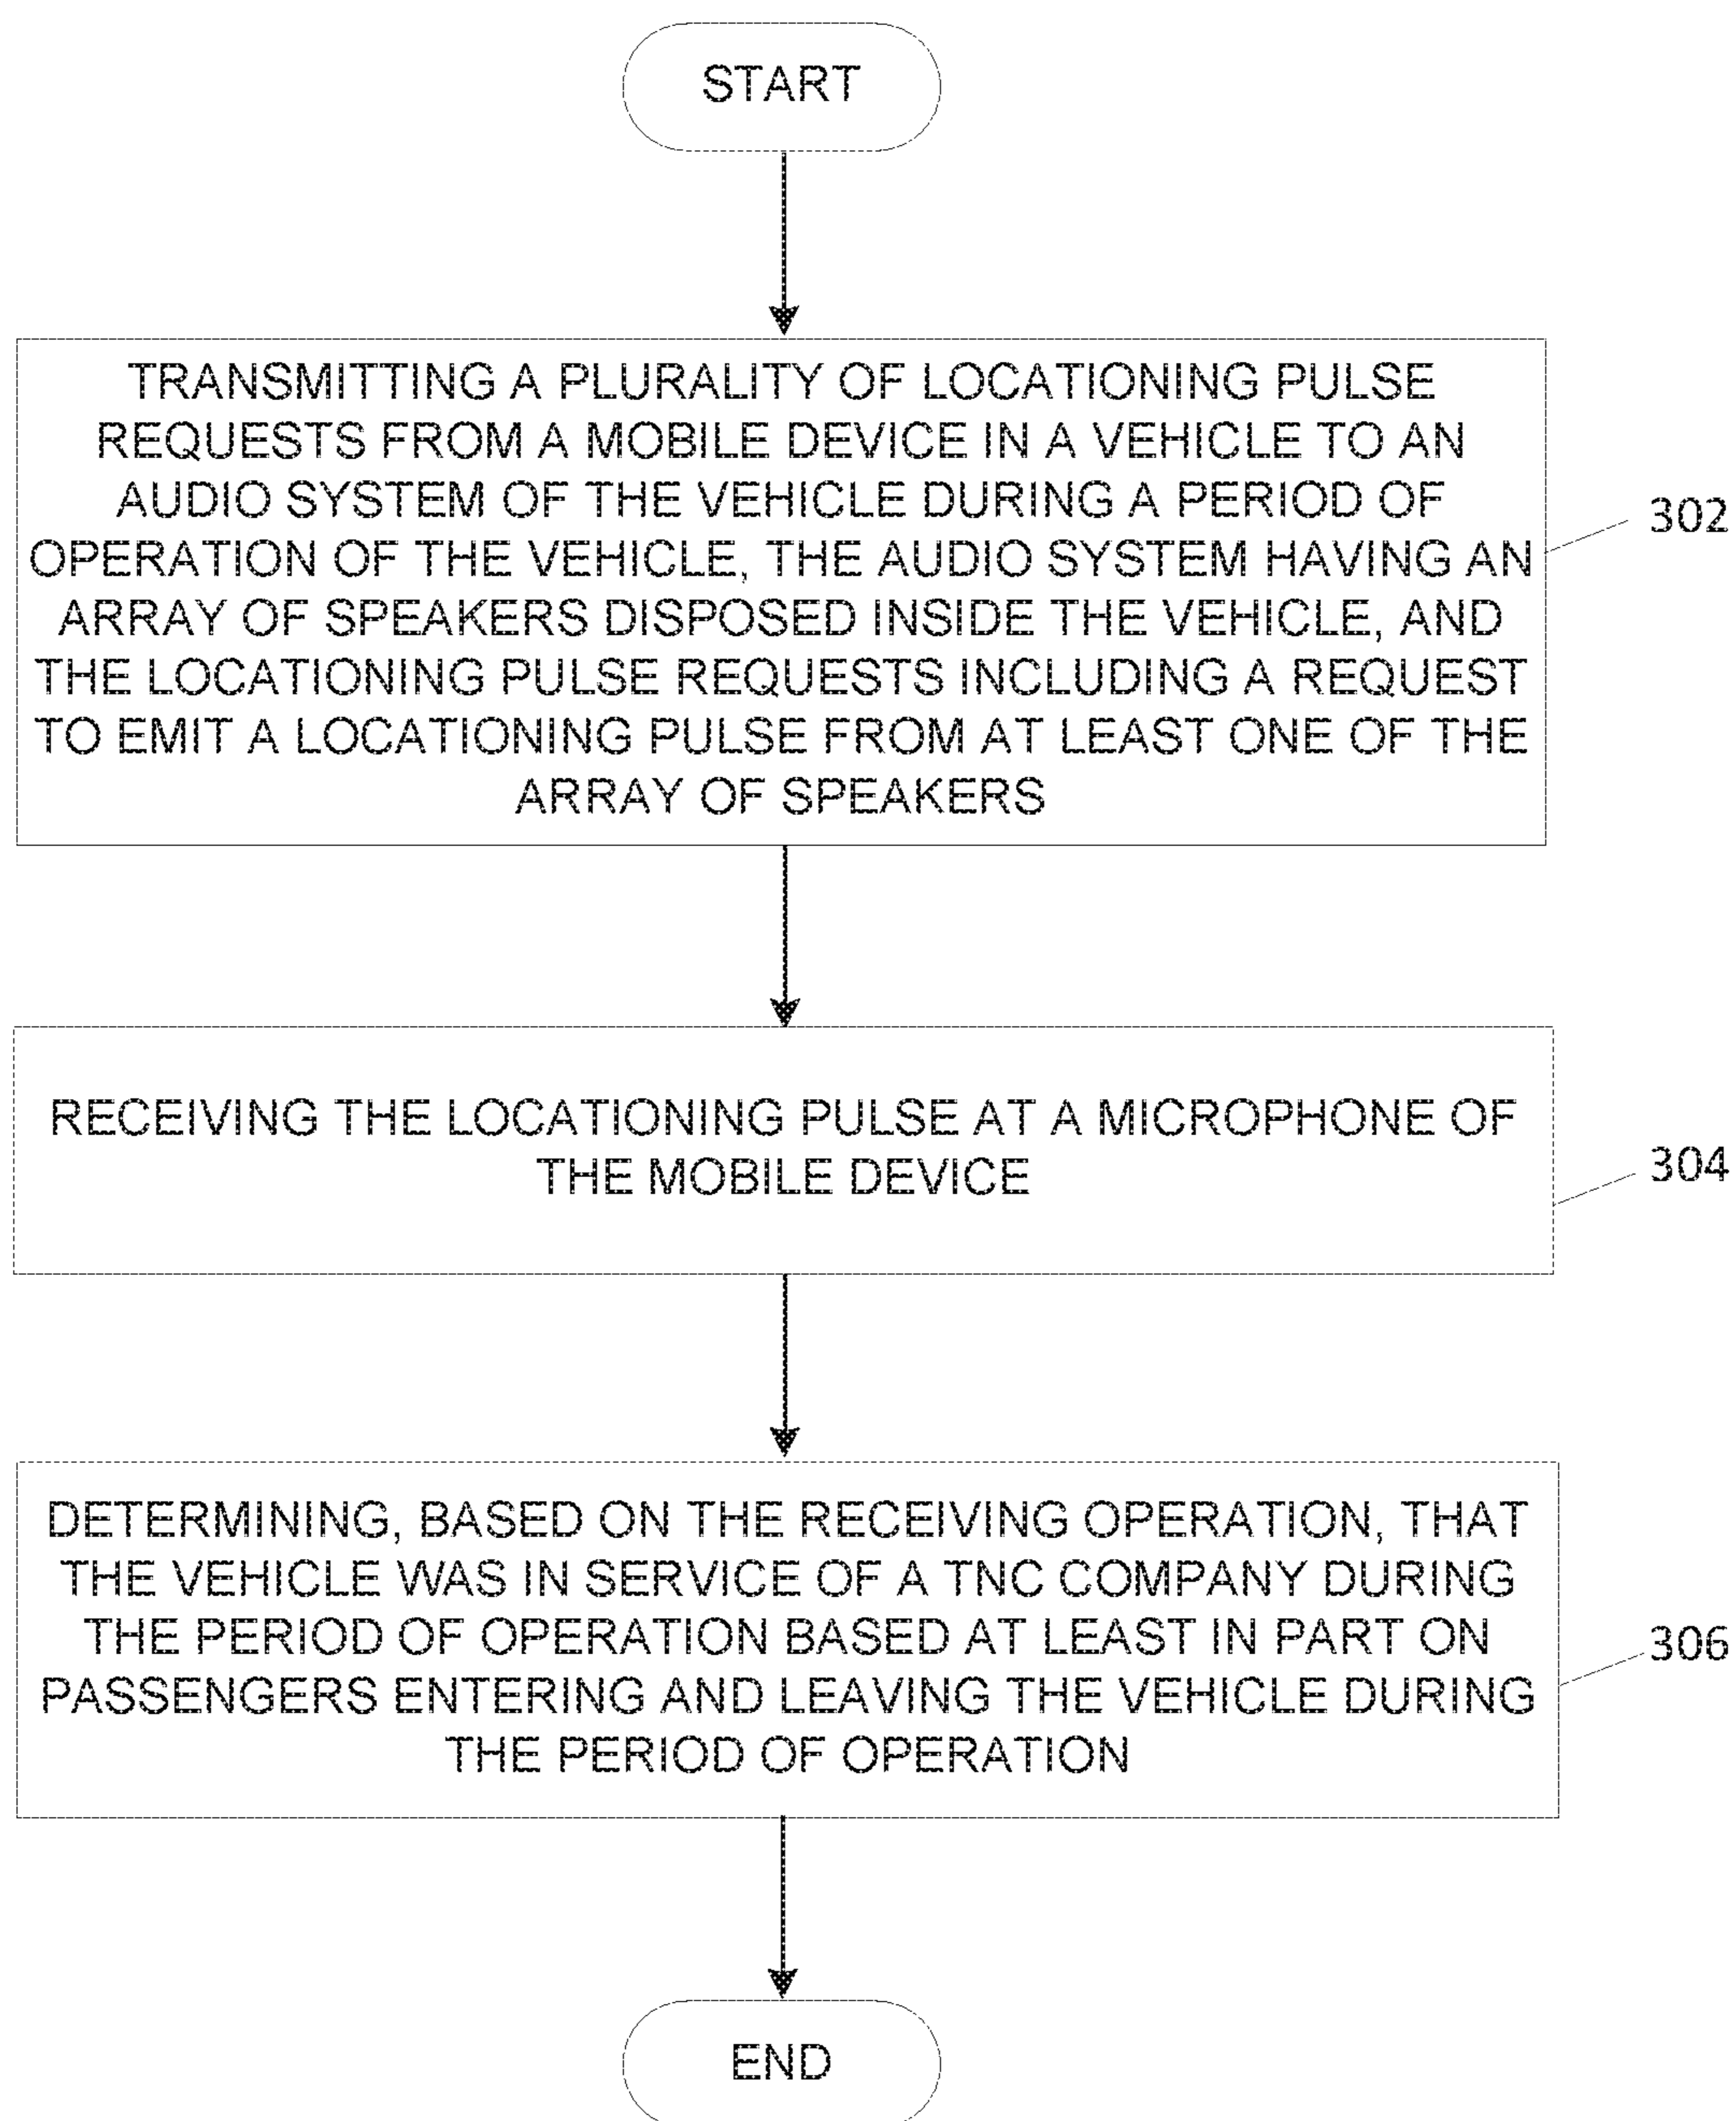 START
TRANSMITTING A PLURALITY OF LOCATIONING PULSE
REQUESTS FROM A MOBILE DEVICE IN A VEHICLE TO AN
AUDIO SYSTEM OF THE VEHICLE DURING A PERIOD OF
OPERATION OF THE VEHICLE, THE AUDIO SYSTEM HAVING AN
ARRAY OF SPEAKERS DISPOSED INSIDE THE VEHICLE, AND
THE LOCATIONING PULSE REQUESTS INCLUDING A REQUEST
TO EMIT A LOCATIONING PULSE FROM AT LEAST ONE OF THE
ARRAY OF SPEAKERS
302
RECEIVING THE LOCATIONING PULSE AT A MICROPHONE OF
THE MOBILE DEVICE
304
DETERMINING, BASED ON THE RECEIVING OPERATION, THAT
THE VEHICLE WAS IN SERVICE OF A TNC COMPANY DURING
THE PERIOD OF OPERATION BASED AT LEAST IN PART ON
PASSENGERS ENTERING AND LEAVING THE VEHICLE DURING
THE PERIOD OF OPERATION
306
END